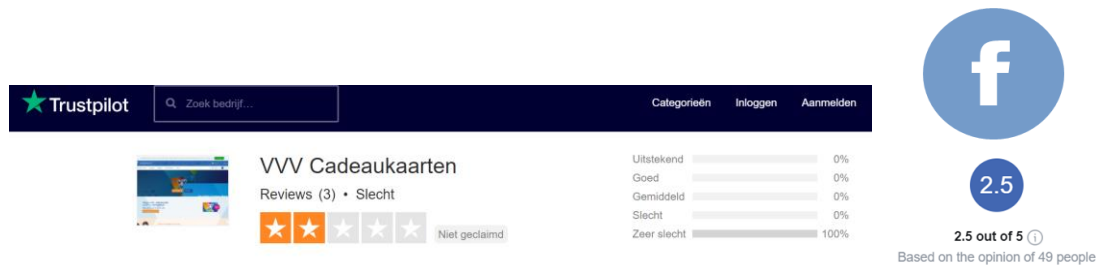 Trustpilot
Zoek bedrijf...
Categorieën Inloggen Aanmelden
VVV Cadeaukaarten
Reviews (3) • Slecht
Niet geclaimd
Uitstekend 0%
Goed 0%
Gemiddeld 0%
Slecht 0%
Zeer slecht 100%
f
2.5
2.5 out of 5
Based on the opinion of 49 people